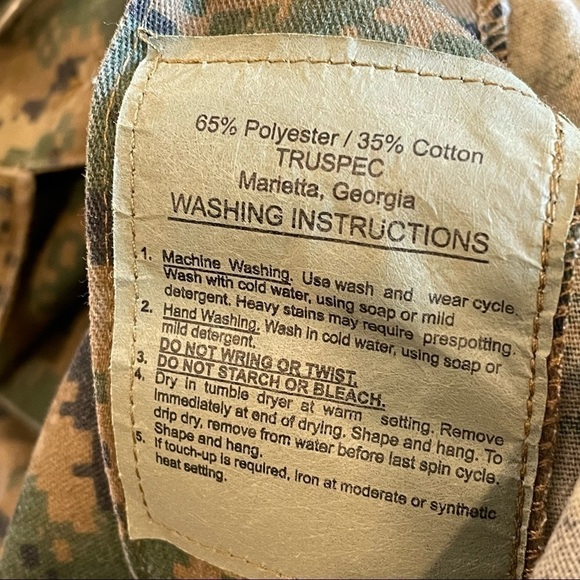 65% Polyester / 35% Cotton
TRUSPEC
Marietta, Georgia
WASHING INSTRUCTIONS
1. Machine Washing. Use wash and wear cycle.
Wash with cold water, using soap or mild
detergent. Heavy stains may require prespotting.
2. Hand Washing. Wash in cold water, using soap or
mild detergent.
DO NOT WRING OR TWIST.
3. DO NOT STARCH OR BLEACH.
4. Dry in tumble dryer at warm setting. Remove
immediately at end of drying. Shape and hang. To
drip dry, remove from water before last spin cycle.
Shape and hang.
5. If touch-up is required, iron at moderate or synthetic
heat setting.